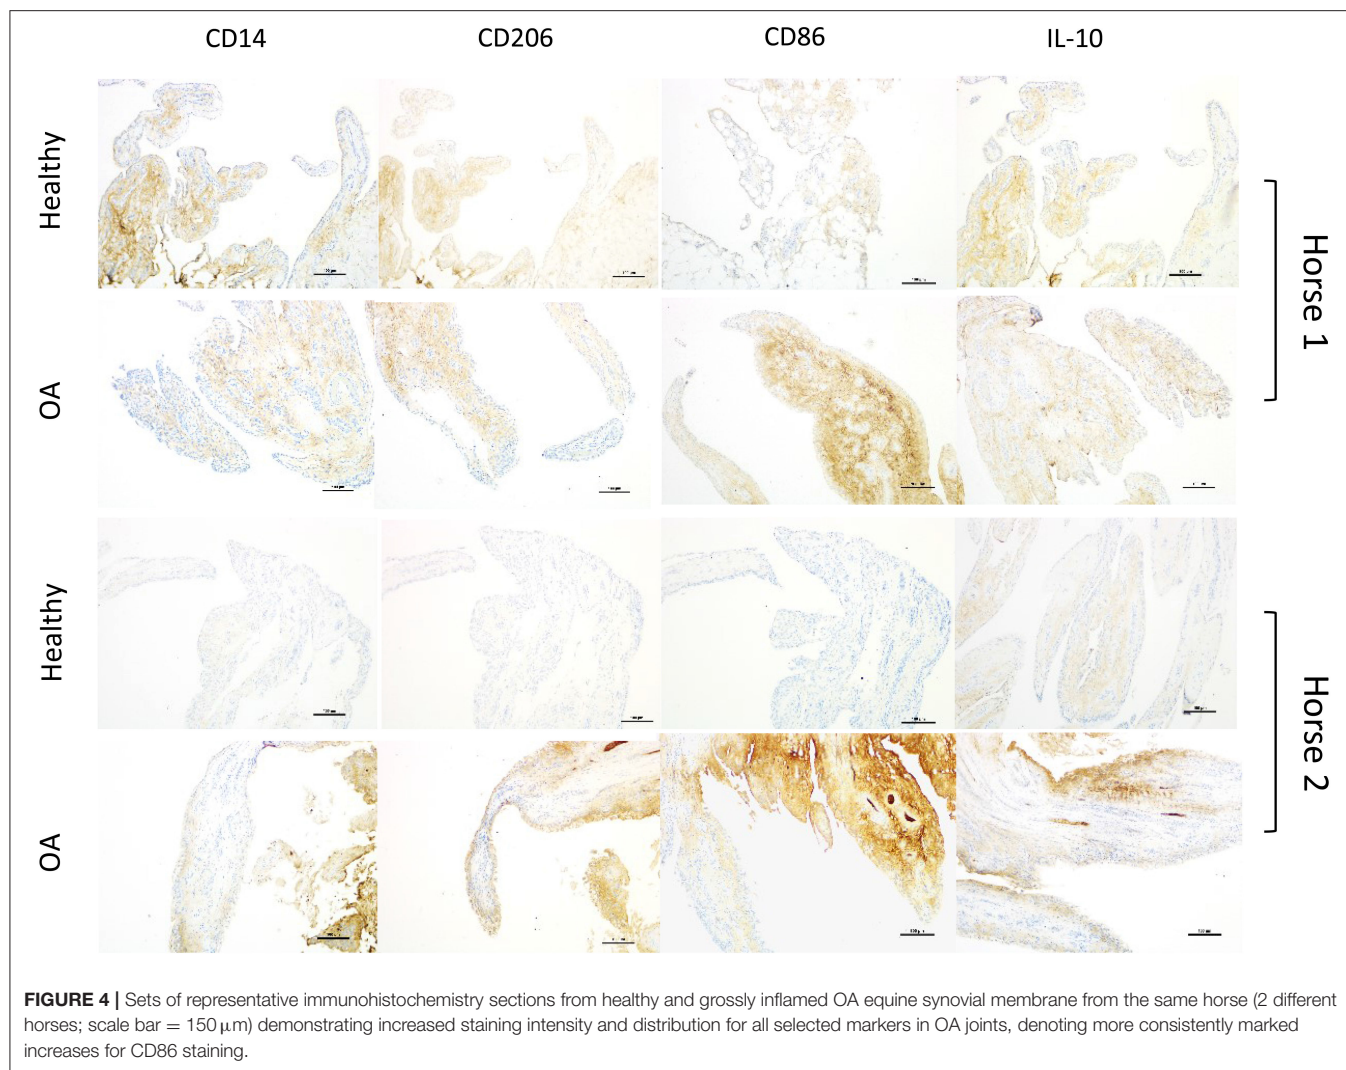 CD14 CD206 CD86 IL-10
Healthy
Horse 1
OA
Healthy
Horse 2
OA
FIGURE 4 | Sets of representative immunohistochemistry sections from healthy and grossly inflamed OA equine synovial membrane from the same horse (2 different
horses; scale bar = 150 μm) demonstrating increased staining intensity and distribution for all selected markers in OA joints, denoting more consistently marked
increases for CD86 staining.